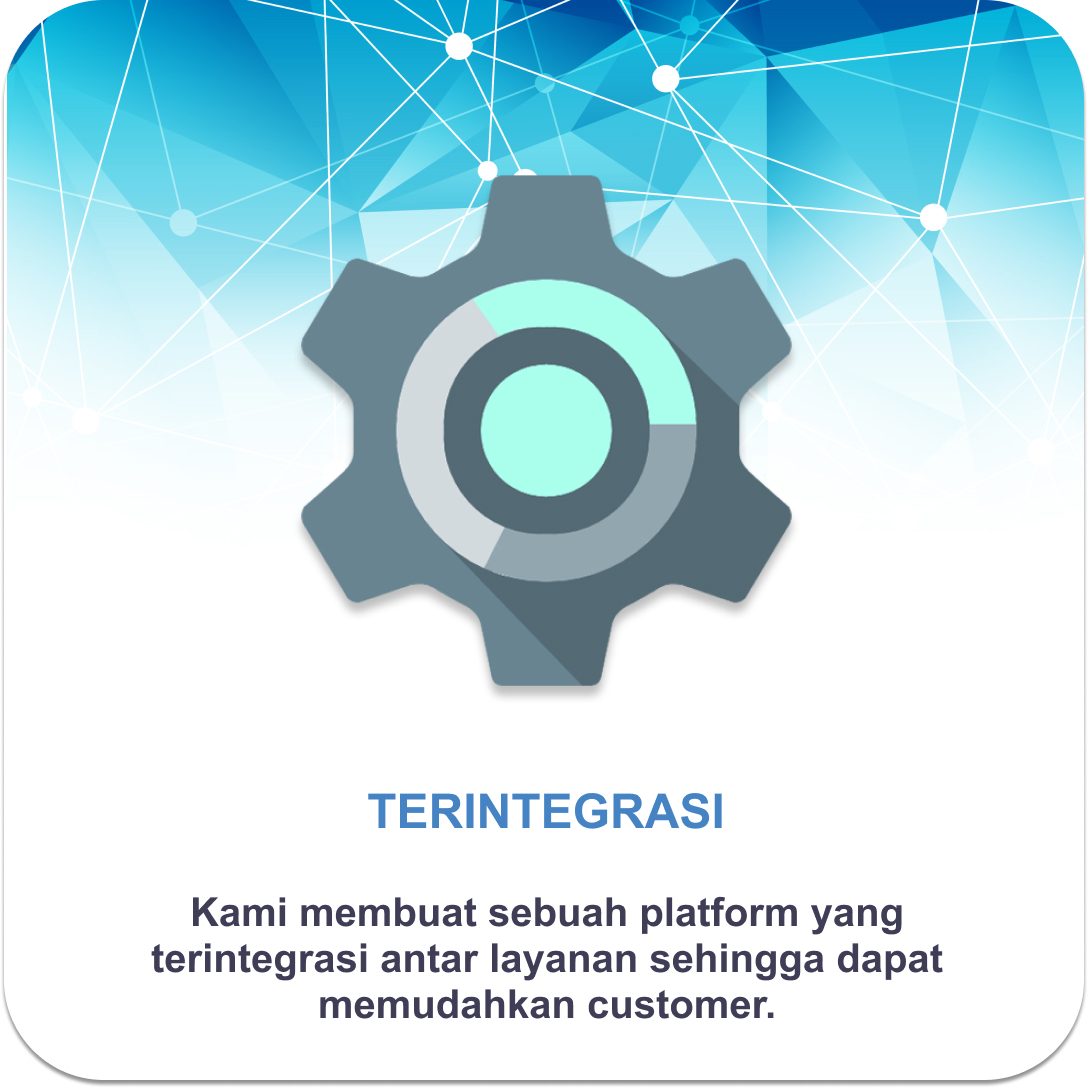 TERINTEGRASI
Kami membuat sebuah platform yang
terintegrasi antar layanan sehingga dapat
memudahkan customer.